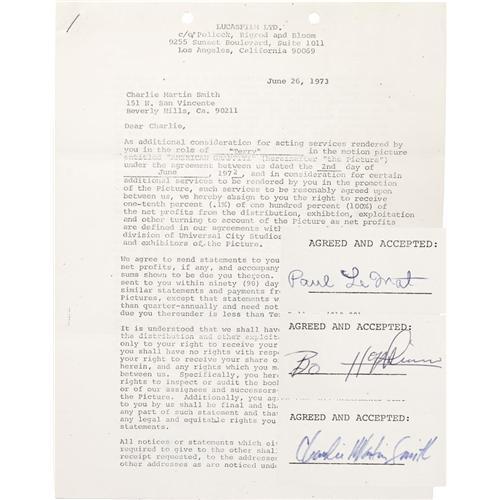 LUCASFILM LTD.
c/o Pollock, Rigrod and Bloom
9255 Sunset Boulevard, Suite 1011
Los Angeles, California 90069
June 26, 1973
Charlie Martin Smith
151 N. San Vincente
Beverly Hills, Ca. 90211
Dear Charlie,
As additional consideration for acting services rendered by
you in the role of "Terry" in the motion picture
entitled "AMERICAN GRAFFITI" (hereinafter "the Picture")
under the agreement between us dated the 2nd day of
June, 1972, and in consideration for certain
additional services to be rendered by you in the promotion
of the Picture, such services to be reasonably agreed upon
between us, we hereby assign to you the right to receive
one-tenth percent (.1%) of one hundred percent (100%) of
the net profits from the distribution, exhibition, exploitation
and other turning to account of the Picture as net profits
are defined in our agreements with
division of Universal City Studios
and exhibitors of the Picture.
We agree to send statements to you
net profits, if any, and accompany
sums shown to be due you thereon.
sent to you within ninety (90) da
similar statements and payments fr
Pictures, except that statements w
than quarter-annually and need not
due you thereunder is less than Te
It is understood that we shall hav
the distribution and other exploit
only to your right to receive your
you shall have no rights with resp
your right to receive your share o
herein, and any rights which you m
between us. Specifically, you her
rights to inspect or audit the book
or of our assignees and successors-
the Picture. Additionally, you ag
to you by us shall be final and th
any part of such statement and tha
any legal and equitable rights you
statements.
All notices or statements which ei
required to give to the other shal
receipt requested, to the addresse
other addresses as are noticed unde
AGREED AND ACCEPTED:
Paul Le Mat
AGREED AND ACCEPTED:
Bo Hopkins
AGREED AND ACCEPTED:
Charlie Martin Smith